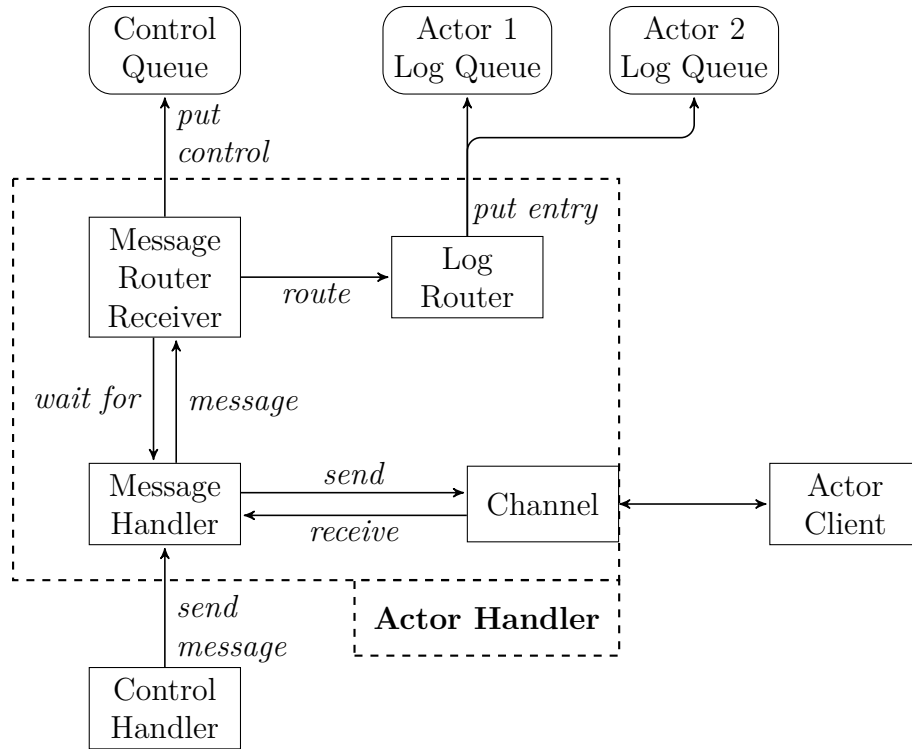 Control
Queue
Actor 1
Log Queue
Actor 2
Log Queue
put
control
put entry
Message
Router
Receiver
route
Log
Router
wait for
message
Message
Handler
send
receive
Channel
Actor
Client
Actor Handler
send
message
Control
Handler